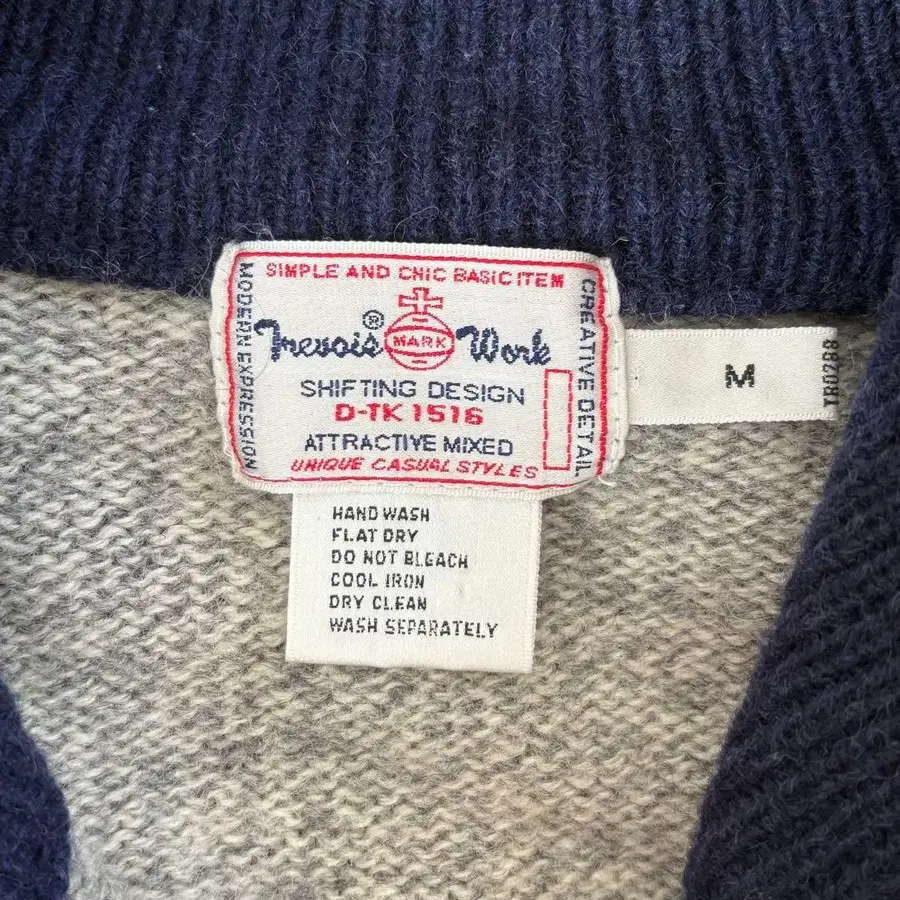 SIMPLE AND CHIC BASIC ITEM
MODERN EXPRESSION
CREATIVE DETAIL
Trevois® MARK Work
SHIFTING DESIGN
D-TK 1516
ATTRACTIVE MIXED
UNIQUE CASUAL STYLES
M
TR0288
HAND WASH
FLAT DRY
DO NOT BLEACH
COOL IRON
DRY CLEAN
WASH SEPARATELY